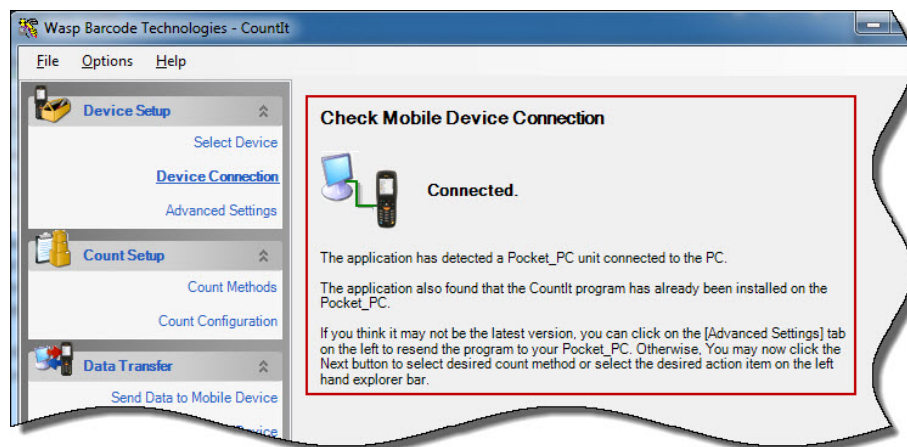 Wasp Barcode Technologies - CountIt
File Options Help
Device Setup
Select Device
Device Connection
Advanced Settings
Count Setup
Count Methods
Count Configuration
Data Transfer
Send Data to Mobile Device
Device
Check Mobile Device Connection
Connected.
The application has detected a Pocket_PC unit connected to the PC.
The application also found that the CountIt program has already been installed on the
Pocket_PC.
If you think it may not be the latest version, you can click on the [Advanced Settings] tab
on the left to resend the program to your Pocket_PC. Otherwise, You may now click the
Next button to select desired count method or select the desired action item on the left
hand explorer bar.